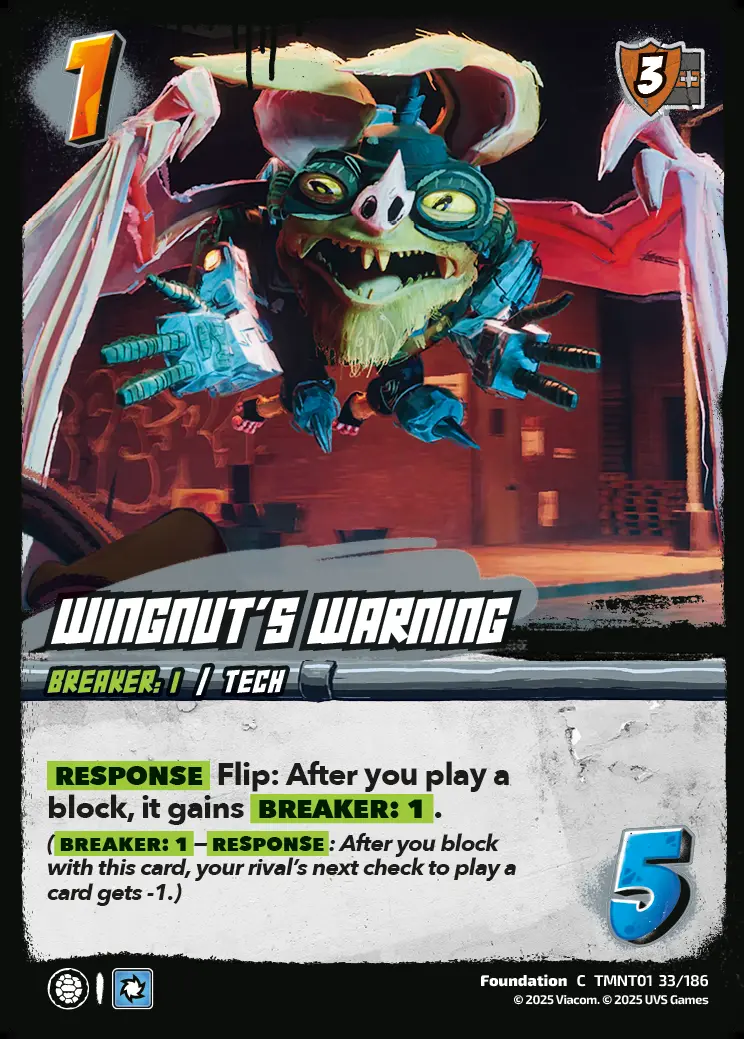 1
3
WINGNUT'S WARNING
BREAKER: 1 / TECH
RESPONSE Flip: After you play a
block, it gains BREAKER: 1.
(BREAKER: 1–RESPONSE: After you block
with this card, your rival's next check to play a
card gets -1.)
5
Foundation C TMNT01 33/186
© 2025 Viacom. © 2025 UVS Games